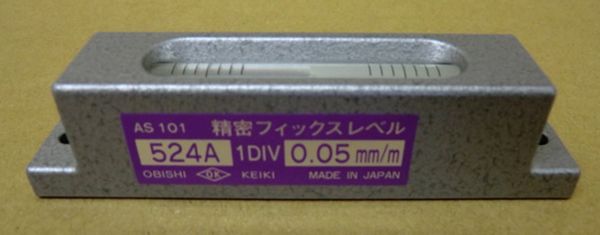 AS 101 精密フィックスレベル
524A 1DIV 0.05 mm/m
OBISHI OK KEIKI MADE IN JAPAN